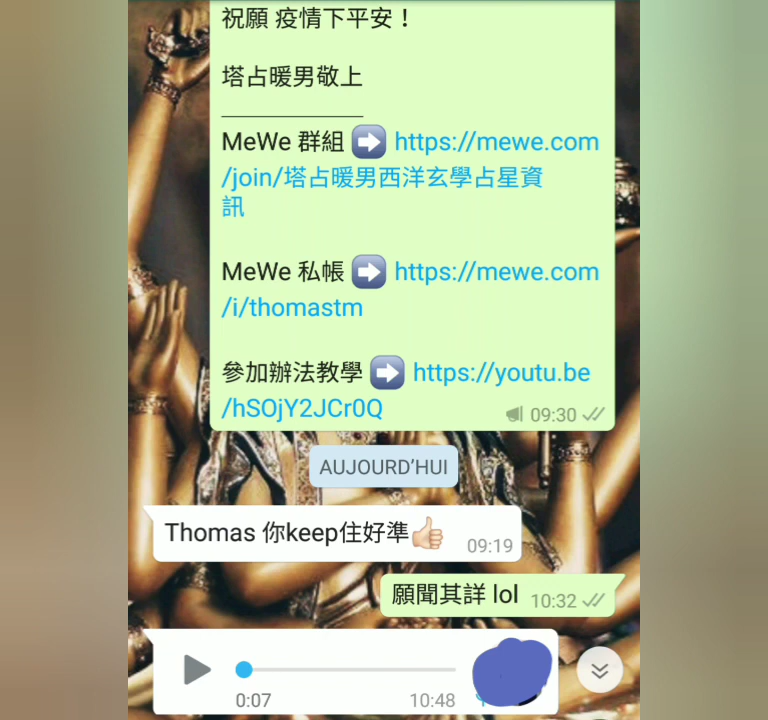 祝願 疫情下平安！
塔占暖男敬上
____________
MeWe 群組 ➡ https://mewe.com
/join/塔占暖男西洋玄學占星資
訊
MeWe 私帳 ➡ https://mewe.com
/i/thomastm
參加辦法教學 ➡ https://youtu.be
/hSOjY2JCr0Q
09:30
AUJOURD’HUI
Thomas 你keep住好準👍🏻
09:19
願聞其詳 lol
10:32
0:07
10:48